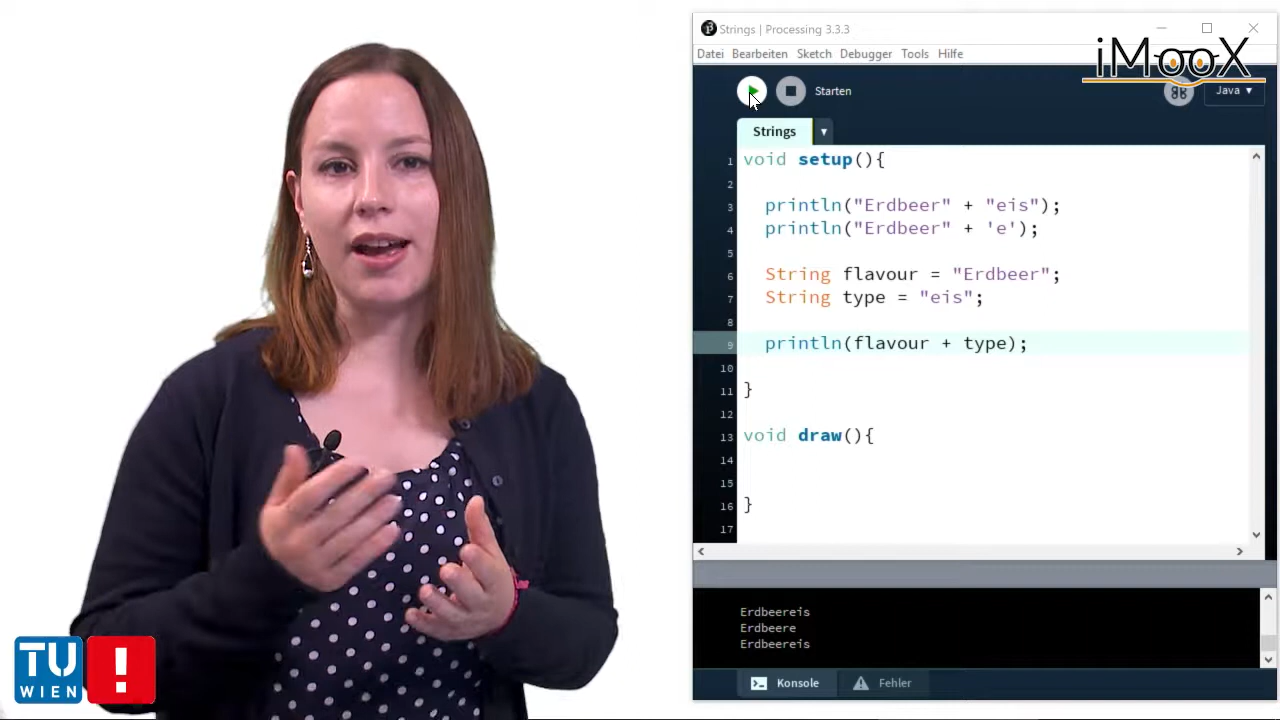 Strings | Processing 3.3.3
iMooX
Datei Bearbeiten Sketch Debugger Tools Hilfe
Starten
Java ▾
Strings ▾
1 void setup(){
2
3 println("Erdbeer" + "eis");
4 println("Erdbeer" + 'e');
5
6 String flavour = "Erdbeer";
7 String type = "eis";
8
9 println(flavour + type);
10
11 }
12
13 void draw(){
14
15
16 }
17
Erdbeereis
Erdbeere
Erdbeereis
Konsole Fehler
TU
WIEN
!